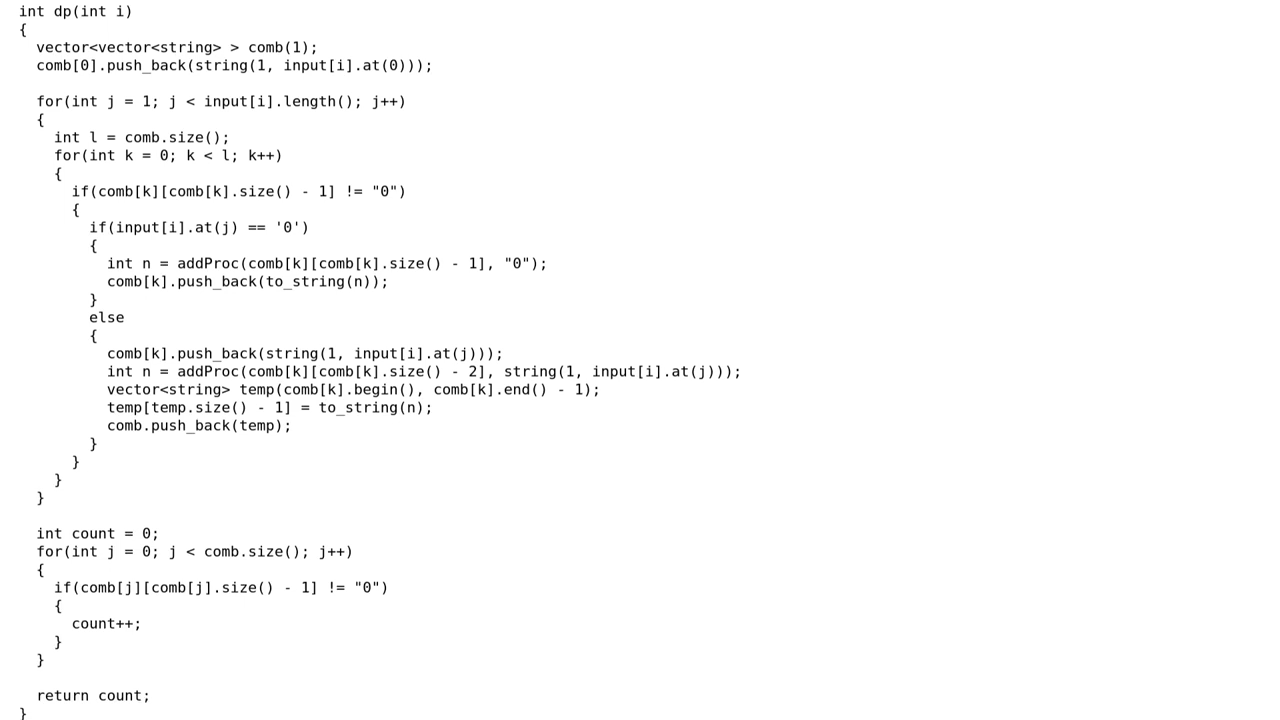 int dp(int i)
{
  vector<vector<string> > comb(1);
  comb[0].push_back(string(1, input[i].at(0)));

  for(int j = 1; j < input[i].length(); j++)
  {
    int l = comb.size();
    for(int k = 0; k < l; k++)
    {
      if(comb[k][comb[k].size() - 1] != "0")
      {
        if(input[i].at(j) == '0')
        {
          int n = addProc(comb[k][comb[k].size() - 1], "0");
          comb[k].push_back(to_string(n));
        }
        else
        {
          comb[k].push_back(string(1, input[i].at(j)));
          int n = addProc(comb[k][comb[k].size() - 2], string(1, input[i].at(j)));
          vector<string> temp(comb[k].begin(), comb[k].end() - 1);
          temp[temp.size() - 1] = to_string(n);
          comb.push_back(temp);
        }
      }
    }
  }

  int count = 0;
  for(int j = 0; j < comb.size(); j++)
  {
    if(comb[j][comb[j].size() - 1] != "0")
    {
      count++;
    }
  }

  return count;
}